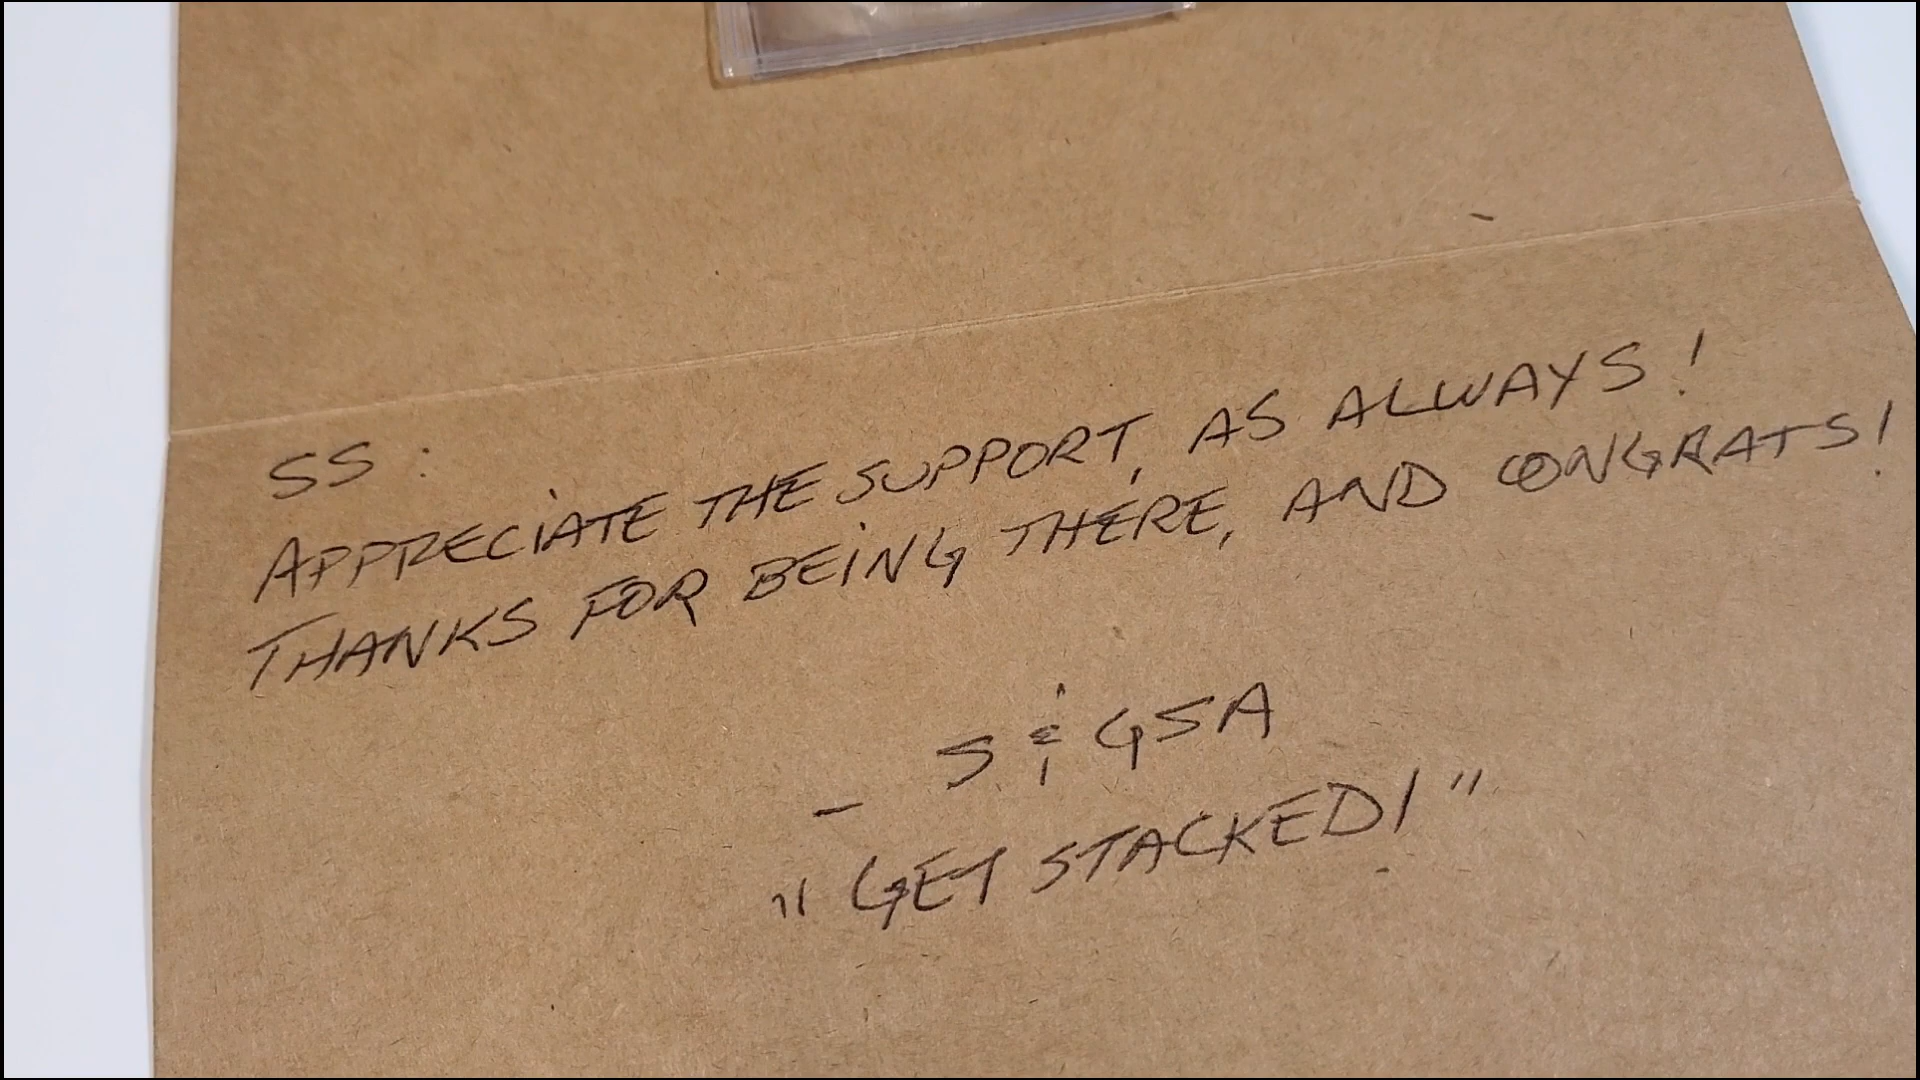 SS:
APPRECIATE THE SUPPORT, AS ALWAYS!
THANKS FOR BEING THERE, AND CONGRATS!
- S & GSA
"GET STACKED!"